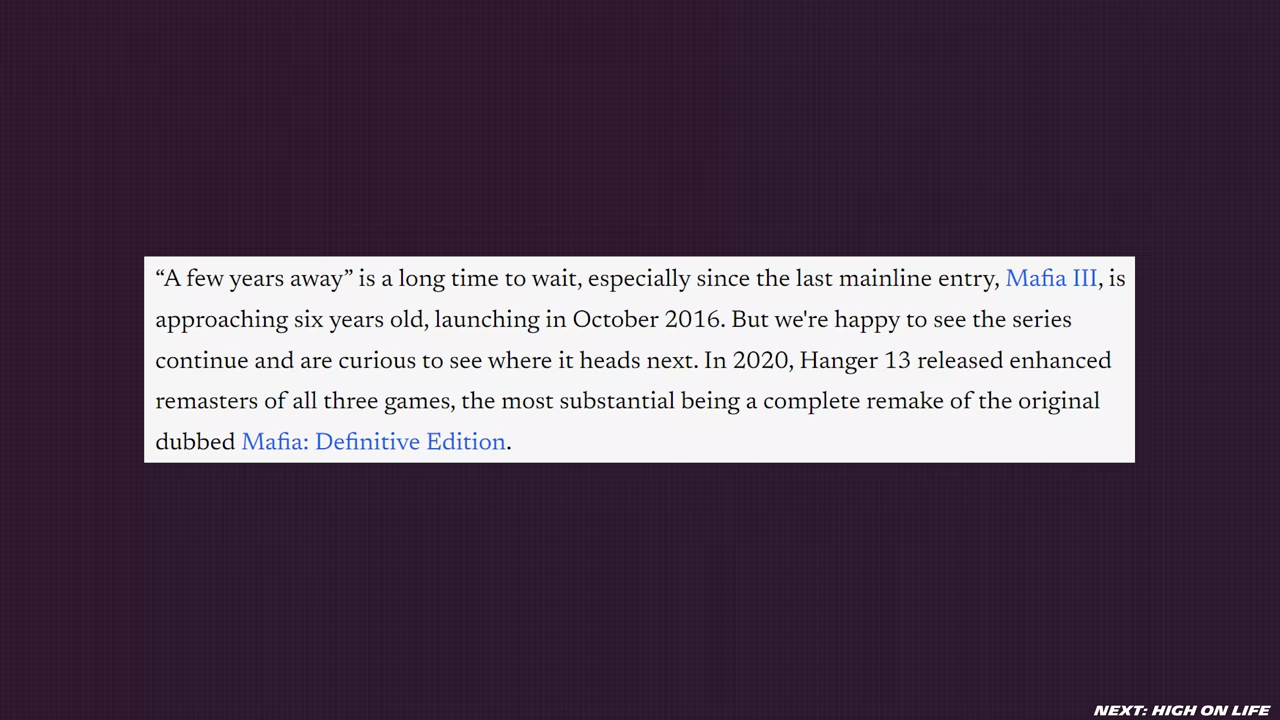 “A few years away” is a long time to wait, especially since the last mainline entry, Mafia III, is
approaching six years old, launching in October 2016. But we're happy to see the series
continue and are curious to see where it heads next. In 2020, Hanger 13 released enhanced
remasters of all three games, the most substantial being a complete remake of the original
dubbed Mafia: Definitive Edition.
NEXT: HIGH ON LIFE